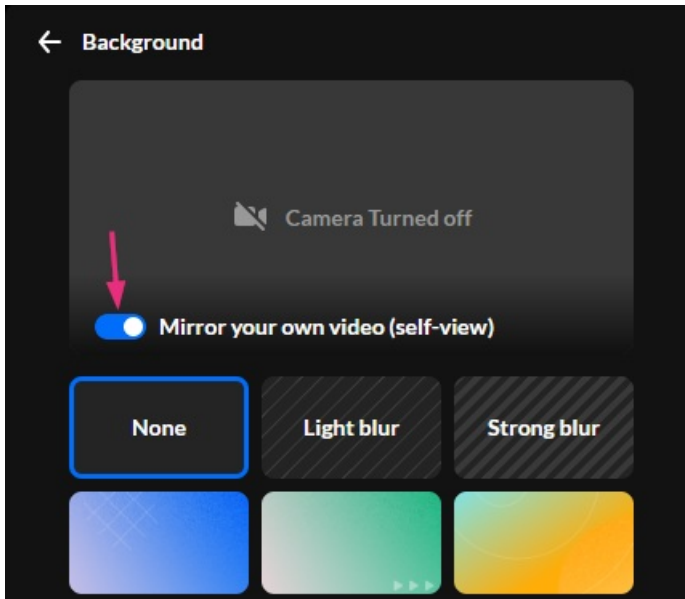 Background
Camera Turned off
Mirror your own video (self-view)
None
Light blur
Strong blur